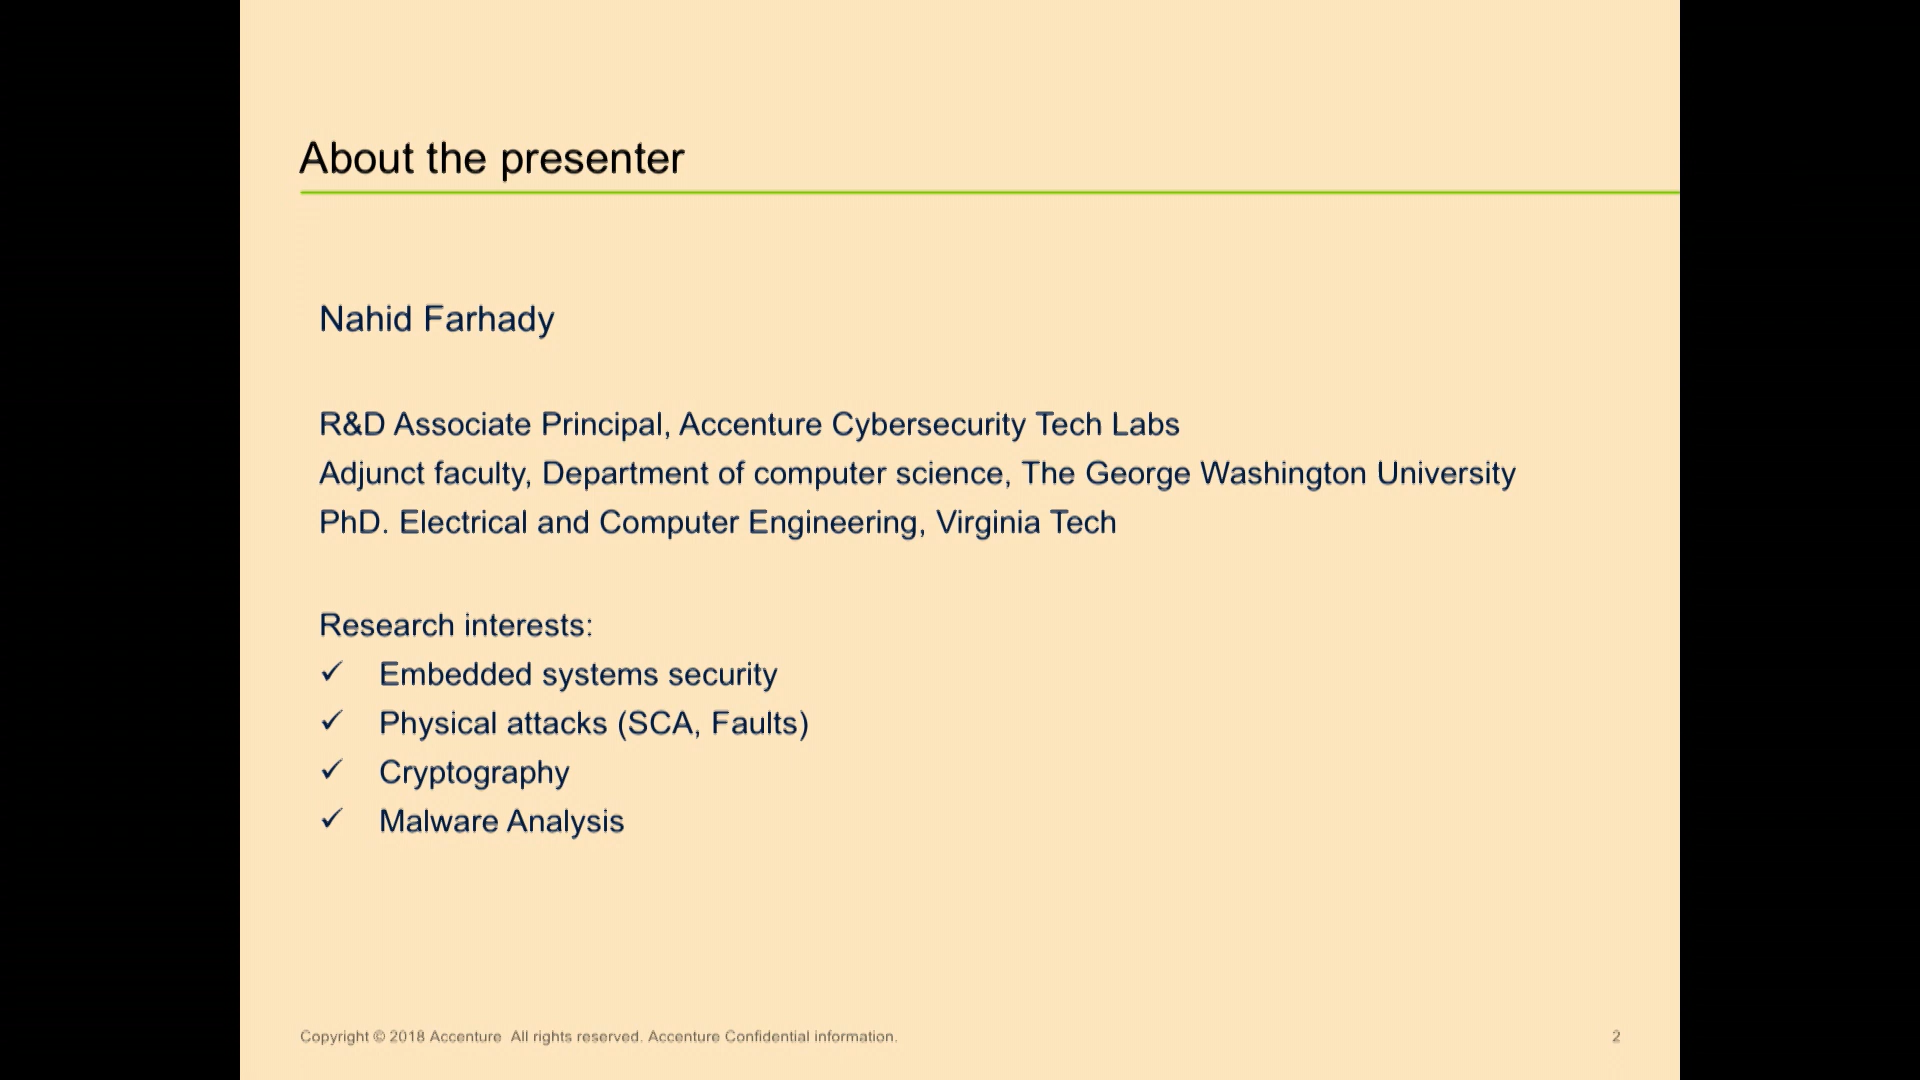 About the presenter
Nahid Farhady
R&D Associate Principal, Accenture Cybersecurity Tech Labs
Adjunct faculty, Department of computer science, The George Washington University
PhD. Electrical and Computer Engineering, Virginia Tech
Research interests:
✓ Embedded systems security
✓ Physical attacks (SCA, Faults)
✓ Cryptography
✓ Malware Analysis
Copyright © 2018 Accenture  All rights reserved. Accenture Confidential information. 2